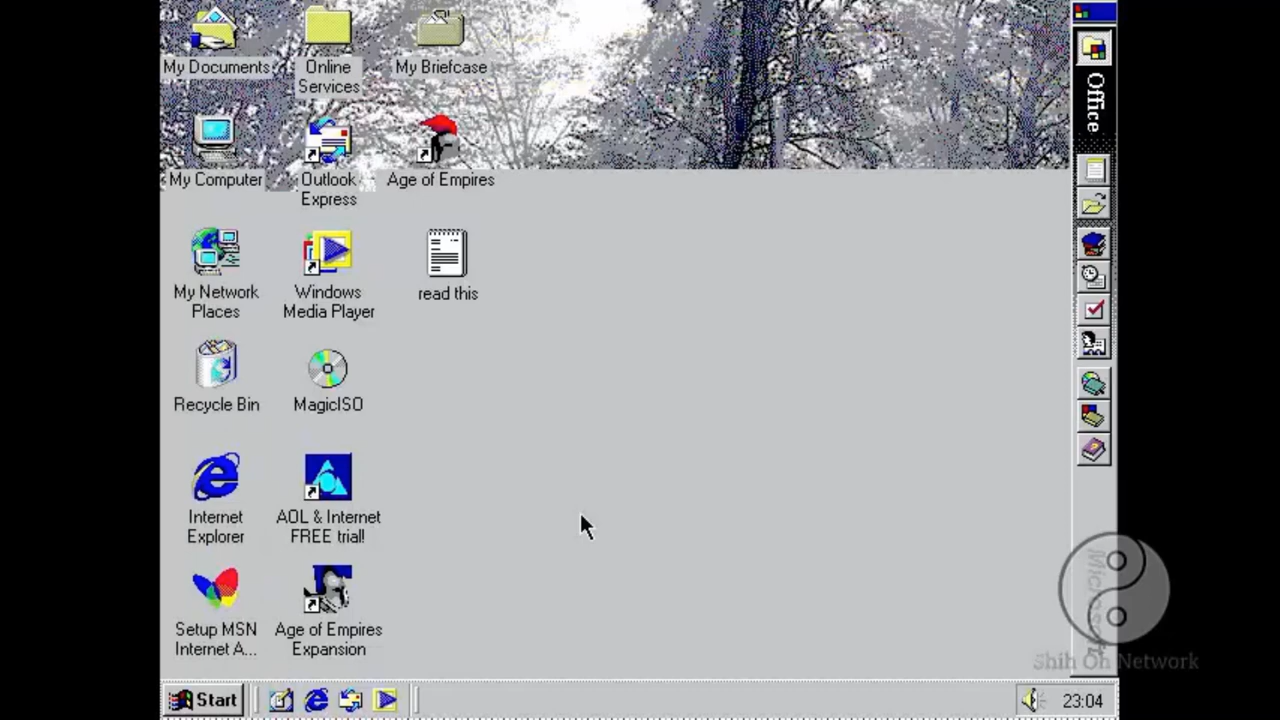 My Documents
Online
Services
My Briefcase
Office
My Computer
Outlook
Express
Age of Empires
My Network
Places
Windows
Media Player
read this
Recycle Bin
MagicISO
Internet
Explorer
AOL & Internet
FREE trial!
Setup MSN
Internet A...
Age of Empires
Expansion
Microsoft
Shih On Network
Start
23:04